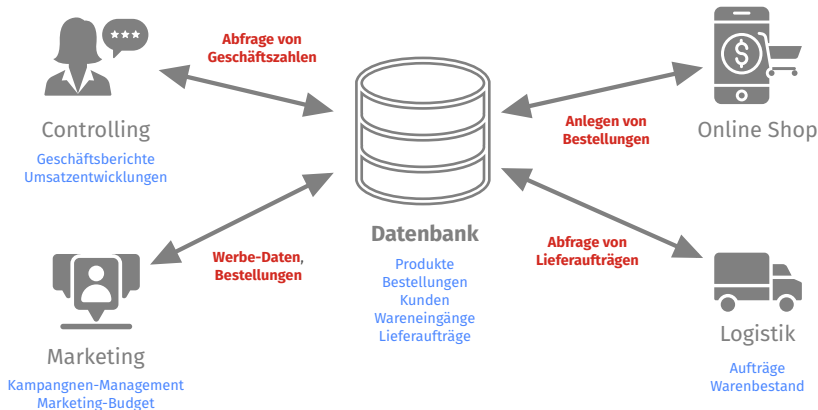 Abfrage von
Geschäftszahlen
Controlling
Geschäftsberichte
Umsatzentwicklungen
Anlegen von
Bestellungen
Online Shop
Datenbank
Produkte
Bestellungen
Kunden
Wareneingänge
Lieferaufträge
Werbe-Daten,
Bestellungen
Marketing
Kampangnen-Management
Marketing-Budget
Abfrage von
Lieferaufträgen
Logistik
Aufträge
Warenbestand